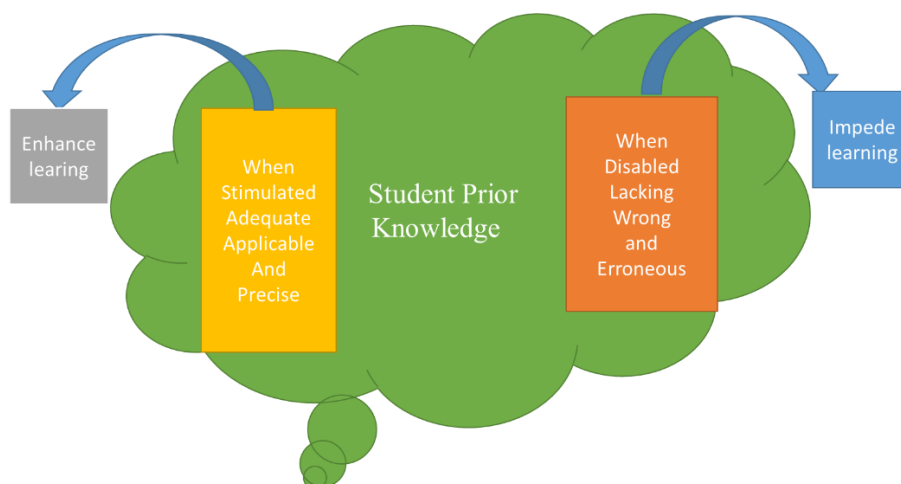 Enhance
learing
When
Stimulated
Adequate
Applicable
And
Precise
Student Prior
Knowledge
When
Disabled
Lacking
Wrong
and
Erroneous
Impede
learning